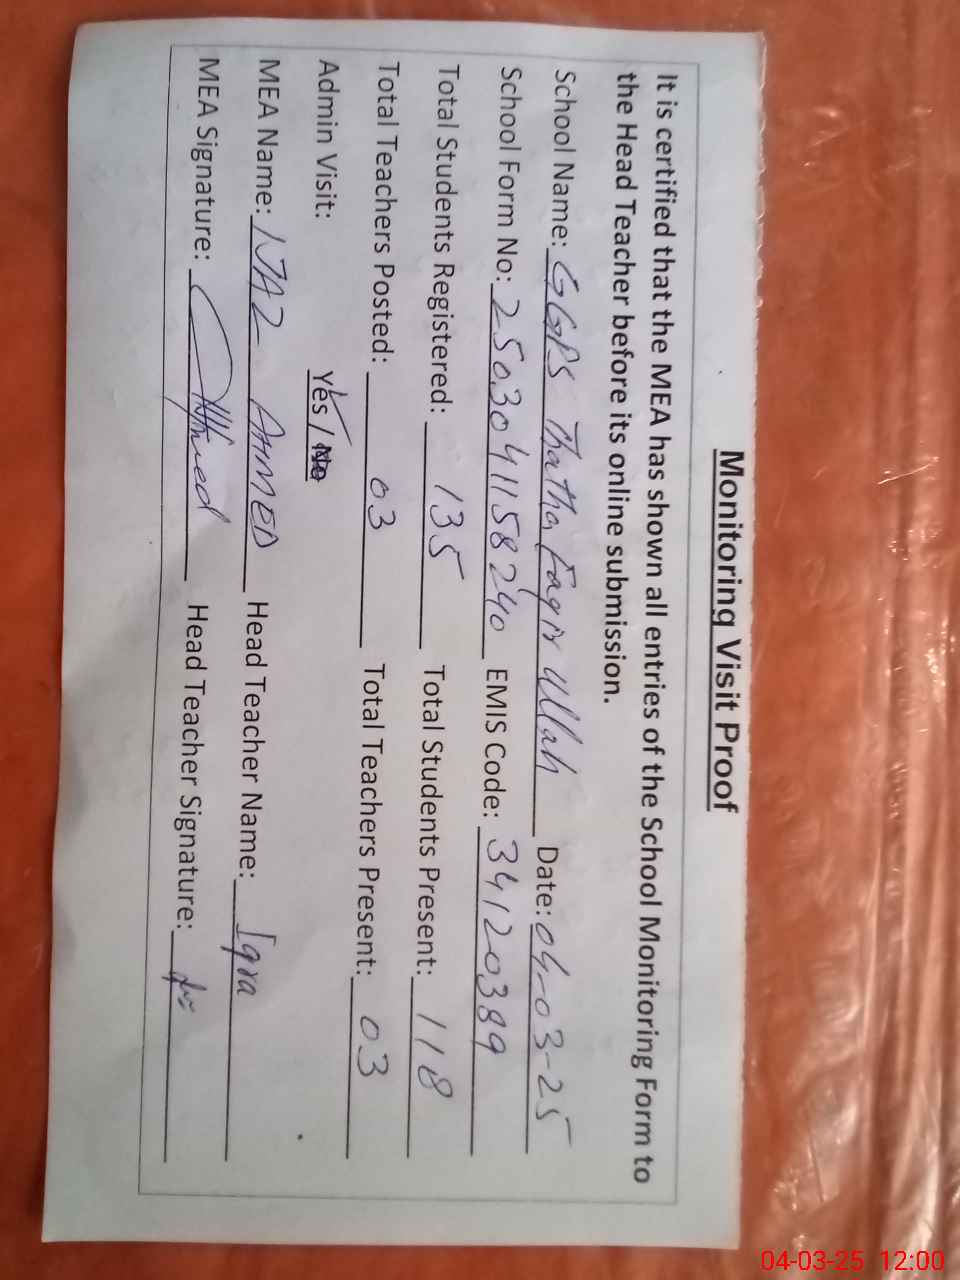 Monitoring Visit Proof
It is certified that the MEA has shown all entries of the School Monitoring Form to
the Head Teacher before its online submission.
School Name: GGPS Thatha Faqir Ullah Date: 04-03-25
School Form No: 2503041158240 EMIS Code: 34120389
Total Students Registered: 135 Total Students Present: 118
Total Teachers Posted: 03 Total Teachers Present: 03
Admin Visit: Yes / No
MEA Name: IJAZ AHMED Head Teacher Name: Iqra
MEA Signature: Ahmed Head Teacher Signature:
04-03-25 12:00